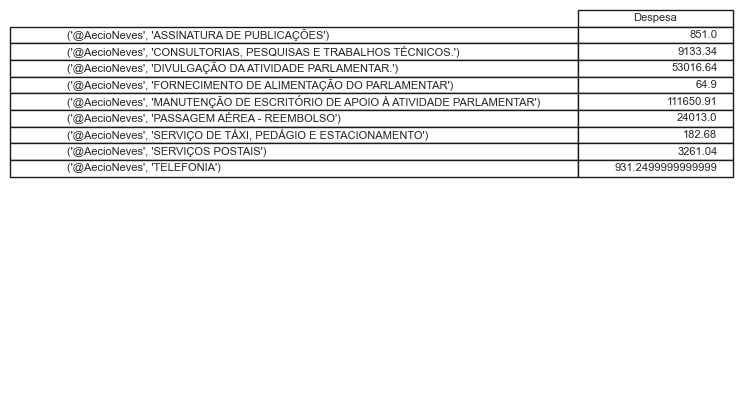 Despesa
('@AecioNeves', 'ASSINATURA DE PUBLICAÇÕES') 851.0
('@AecioNeves', 'CONSULTORIAS, PESQUISAS E TRABALHOS TÉCNICOS.') 9133.34
('@AecioNeves', 'DIVULGAÇÃO DA ATIVIDADE PARLAMENTAR.') 53016.64
('@AecioNeves', 'FORNECIMENTO DE ALIMENTAÇÃO DO PARLAMENTAR') 64.9
('@AecioNeves', 'MANUTENÇÃO DE ESCRITÓRIO DE APOIO À ATIVIDADE PARLAMENTAR') 111650.91
('@AecioNeves', 'PASSAGEM AÉREA - REEMBOLSO') 24013.0
('@AecioNeves', 'SERVIÇO DE TÁXI, PEDÁGIO E ESTACIONAMENTO') 182.68
('@AecioNeves', 'SERVIÇOS POSTAIS') 3261.04
('@AecioNeves', 'TELEFONIA') 931.2499999999999